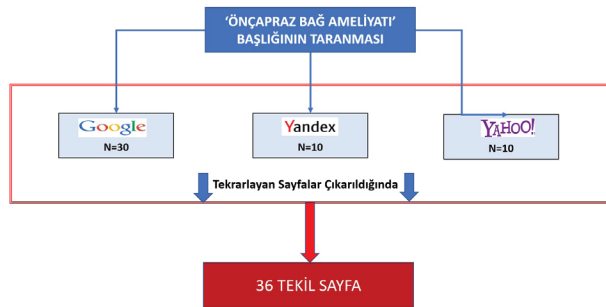 ‘ÖNÇAPRAZ BAĞ AMELİYATI’
BAŞLIĞININ TARANMASI
Google
N=30
Yandex
N=10
YAHOO!
N=10
Tekrarlayan Sayfalar Çıkarıldığında
36 TEKİL SAYFA